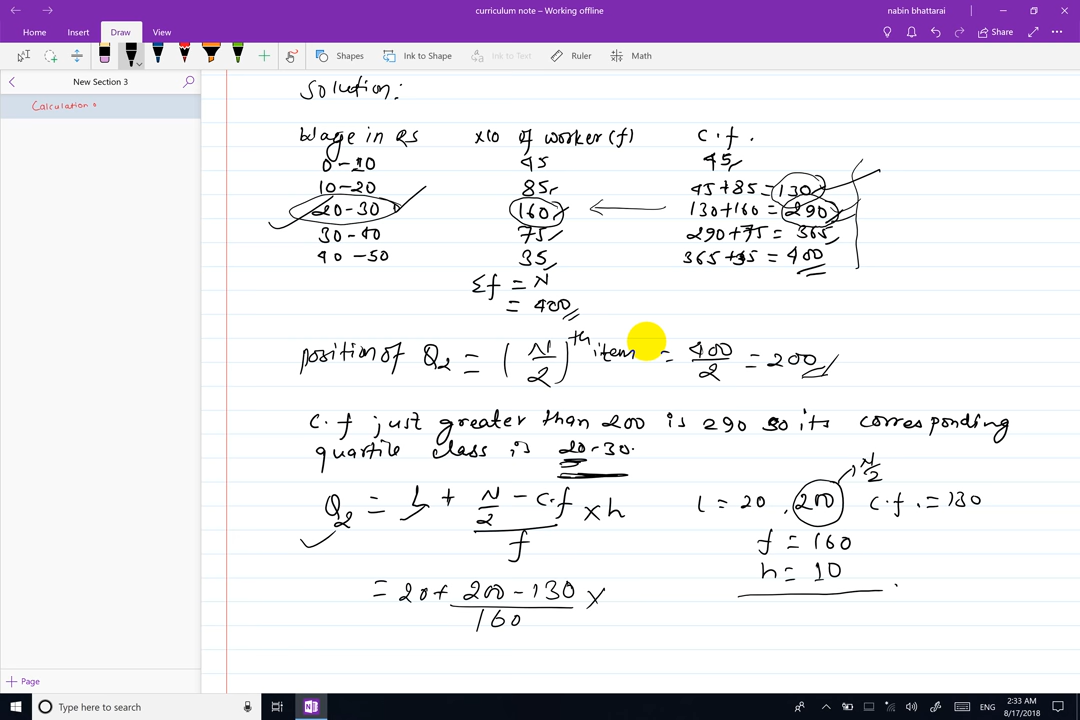 curriculum note – Working offline
nabin bhattarai
Home Insert Draw View
Share
Shapes Ink to Shape Ink to Text Ruler Math
New Section 3
Calculation
Solution:
Wage in RS No of worker (f) c.f.
0-10 45 45
10-20 85 45+85=130
20-30 160 130+160=290
30-40 75 290+75=365
40-50 35 365+35=400
Σf = N
= 400
position of Q2 = (N/2)th item = 400/2 = 200
C.f just greater than 200 is 290 so its corresponding
quartile class is 20-30.
N/2
Q2 = L + N/2 - c.f / f × h L=20, 200 c.f.=130
f = 160
h = 10
= 20+ 200-130 / 160 ×
Page
Type here to search
ENG
2:33 AM
8/17/2018